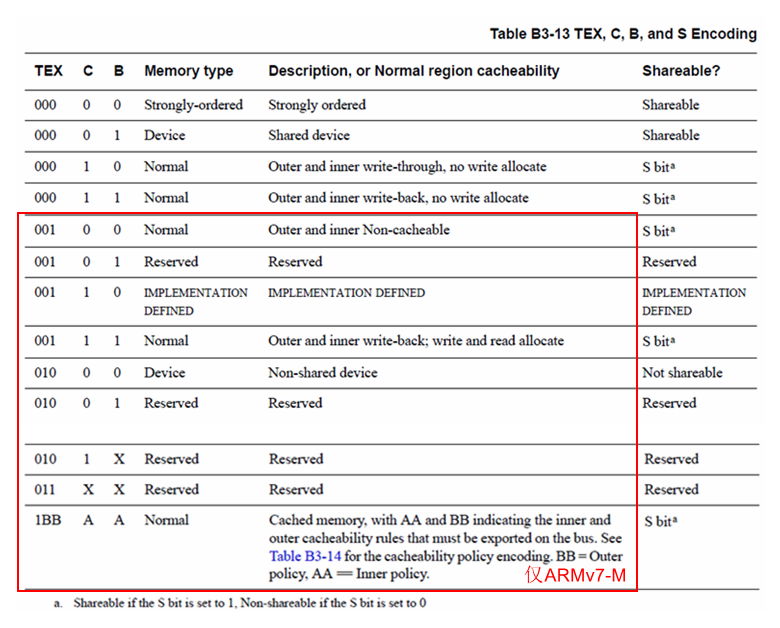 Table B3-13 TEX, C, B, and S Encoding
TEX C B Memory type Description, or Normal region cacheability Shareable?
000 0 0 Strongly-ordered Strongly ordered Shareable
000 0 1 Device Shared device Shareable
000 1 0 Normal Outer and inner write-through, no write allocate S bitᵃ
000 1 1 Normal Outer and inner write-back, no write allocate S bitᵃ
001 0 0 Normal Outer and inner Non-cacheable S bitᵃ
001 0 1 Reserved Reserved Reserved
001 1 0 IMPLEMENTATION IMPLEMENTATION DEFINED IMPLEMENTATION
DEFINED DEFINED
001 1 1 Normal Outer and inner write-back; write and read allocate S bitᵃ
010 0 0 Device Non-shared device Not shareable
010 0 1 Reserved Reserved Reserved
010 1 X Reserved Reserved Reserved
011 X X Reserved Reserved Reserved
1BB A A Normal Cached memory, with AA and BB indicating the inner and S bitᵃ
outer cacheability rules that must be exported on the bus. See
Table B3-14 for the cacheability policy encoding. BB = Outer
policy, AA == Inner policy.
仅ARMv7-M
a. Shareable if the S bit is set to 1, Non-shareable if the S bit is set to 0